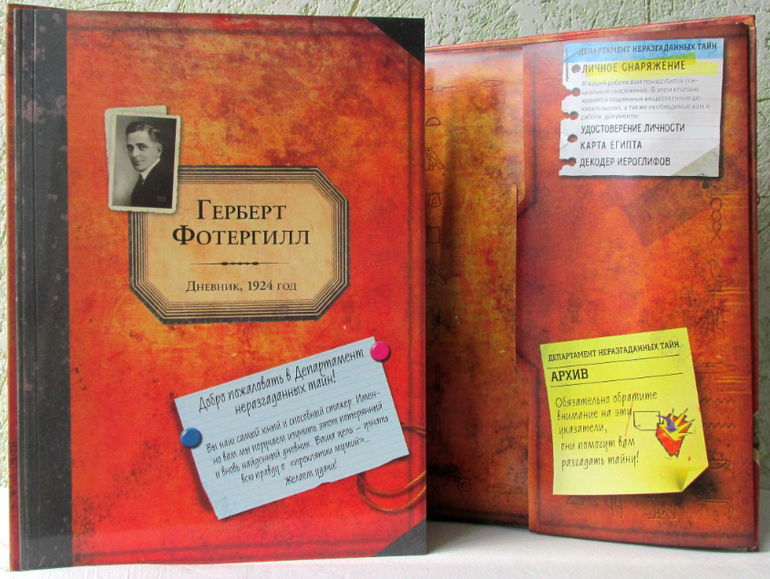 Герберт
Фотергилл
Дневник, 1924 год
Добро пожаловать в Департамент
неразгаданных тайн!
Вы наш самый юный и способный стажер. Имен-
но вам мы поручаем изучить этот потерянный
и вновь найденный дневник. Ваша цель – узнать
всю правду о «проклятии мумий»...
Желаем удачи!
ДЕПАРТАМЕНТ НЕРАЗГАДАННЫХ ТАЙН
ЛИЧНОЕ СНАРЯЖЕНИЕ
В вашей работе вам понадобится спе-
циальное снаряжение. В этом клапане
хранятся подлинные вещественные до-
казательства, а также необходимые вам в
работе документы:
УДОСТОВЕРЕНИЕ ЛИЧНОСТИ
КАРТА ЕГИПТА
ДЕКОДЕР ИЕРОГЛИФОВ
ДЕПАРТАМЕНТ НЕРАЗГАДАННЫХ ТАЙН
АРХИВ
Обязательно обратите
внимание на эти
указатели,
они помогут вам
разгадать тайну!